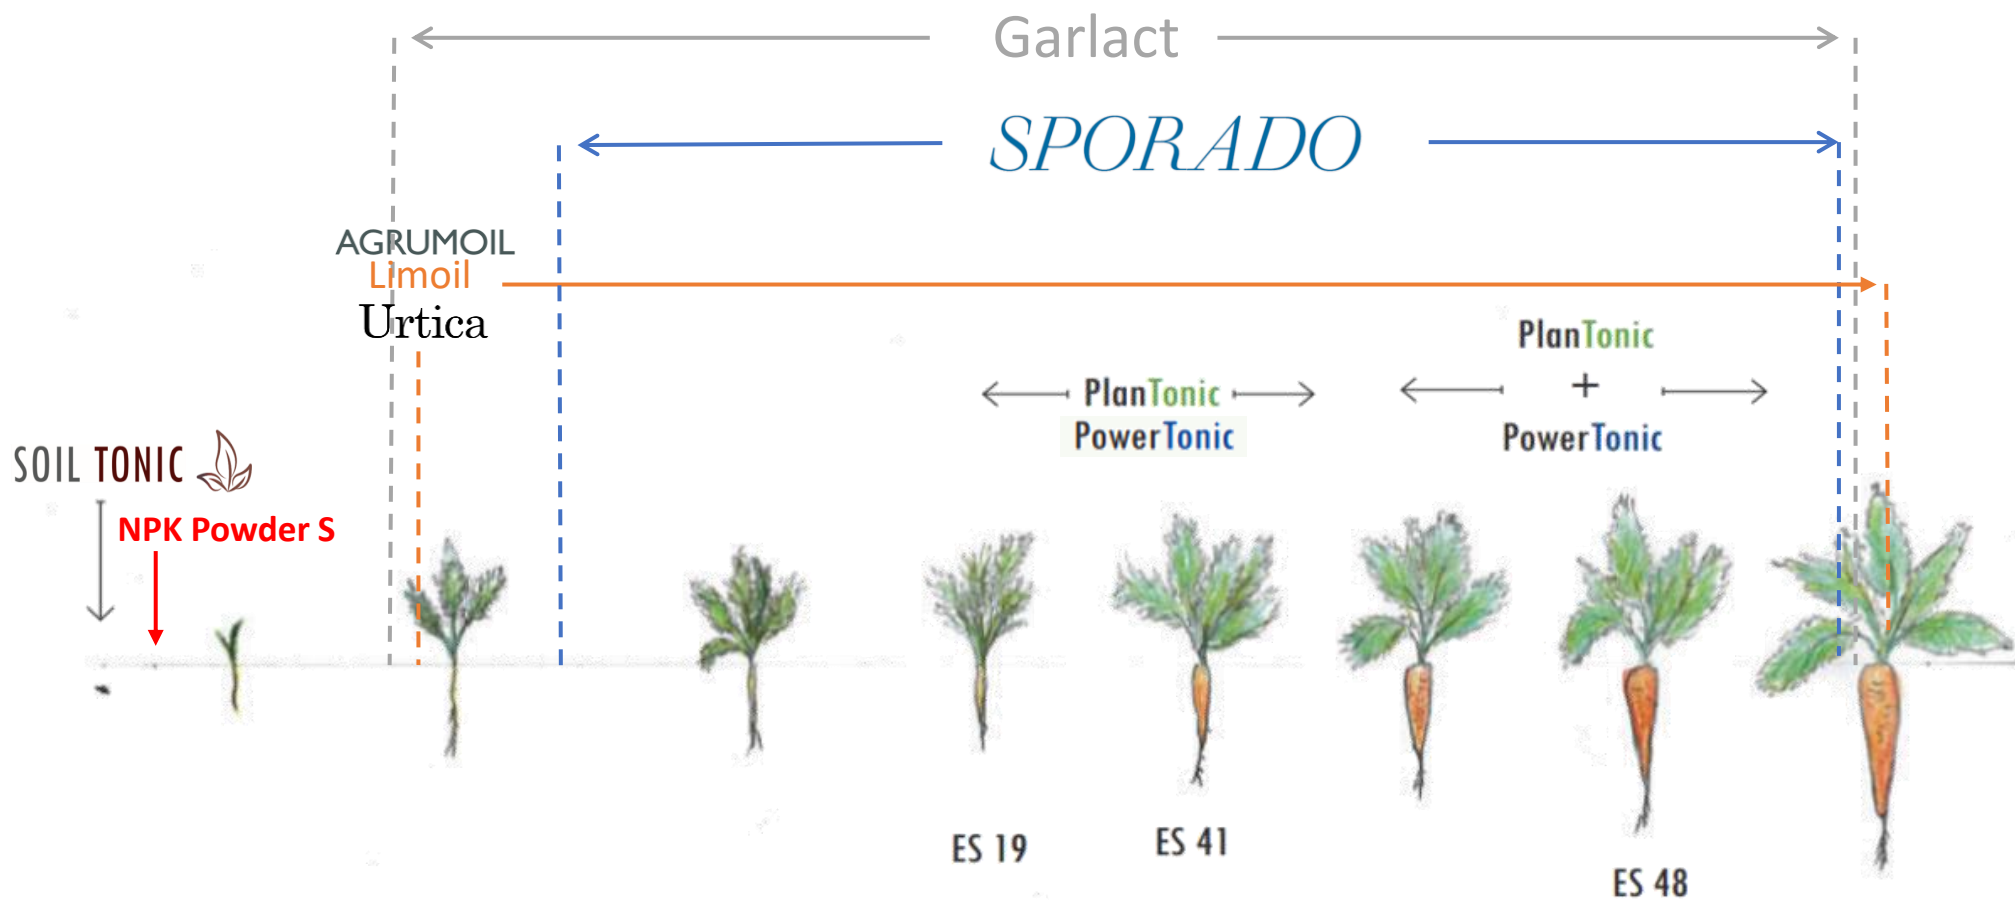 Garlact
SPORADO
AGRUMOIL
Limoil
Urtica
PlanTonic
+
PowerTonic
PlanTonic
PowerTonic
SOIL TONIC
NPK Powder S
ES 19
ES 41
ES 48